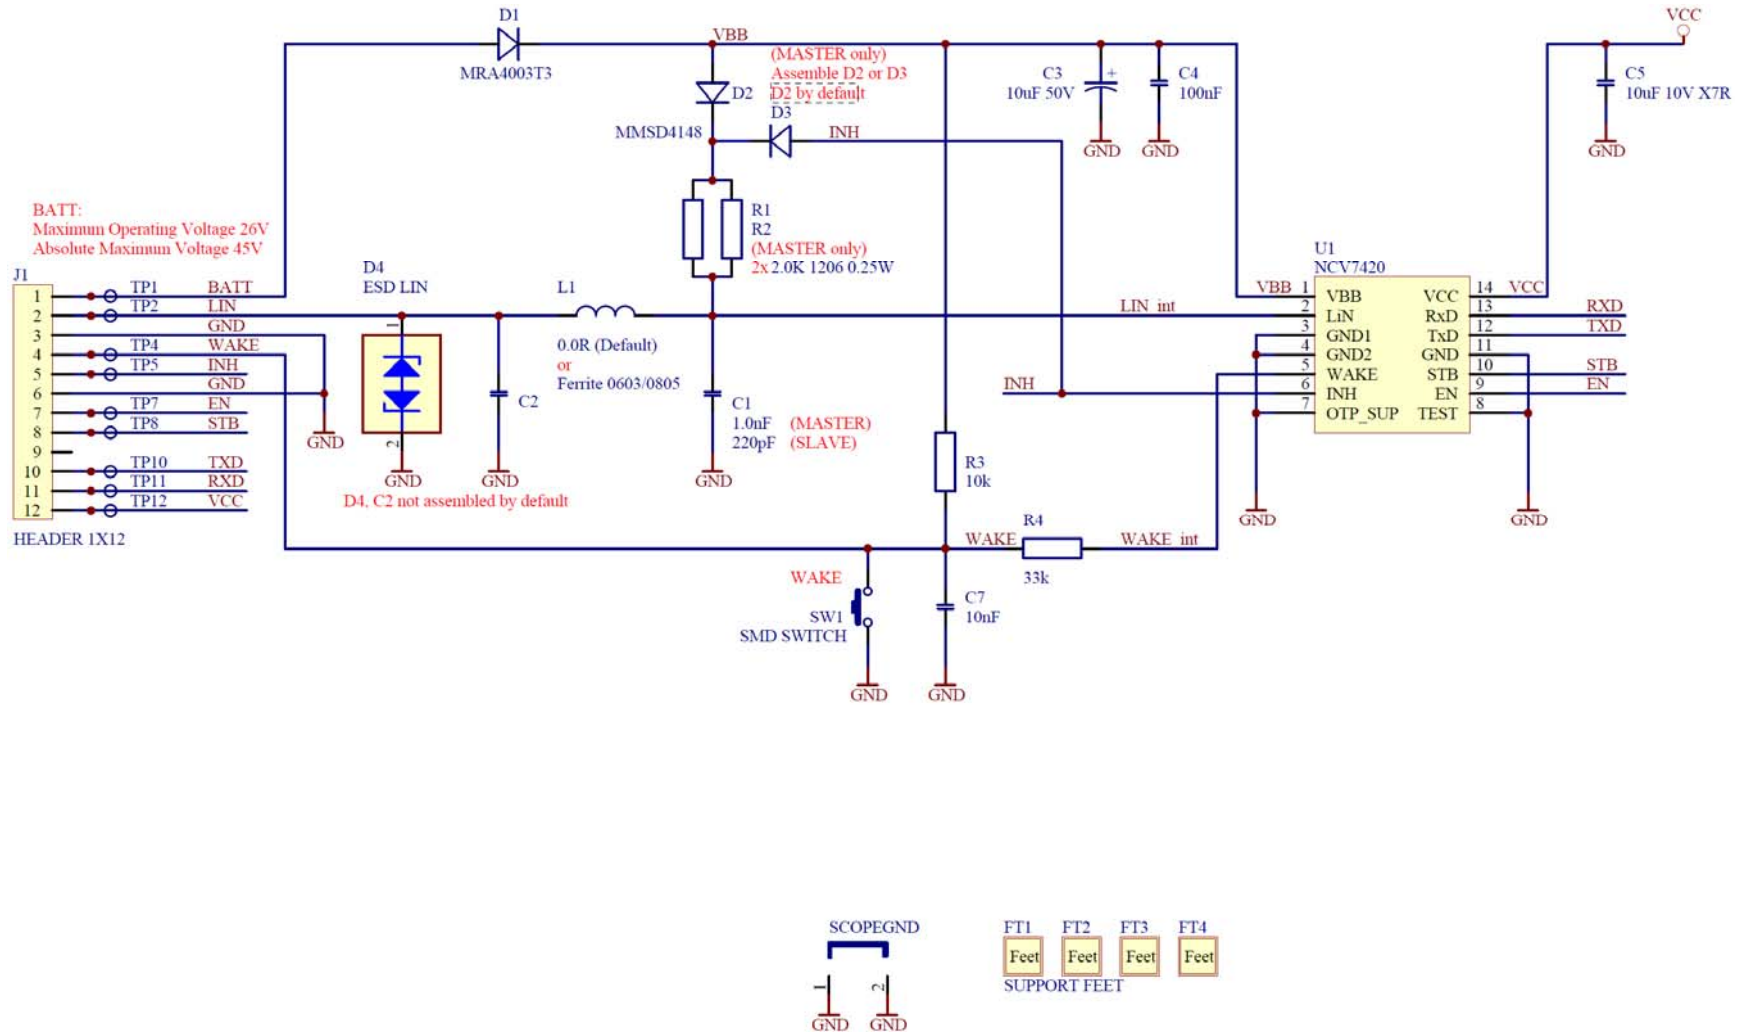 D1
MRA4003T3
VBB
(MASTER only)
Assemble D2 or D3
D2 by default
D2
MMSD4148
D3
INH
C3
10uF 50V
+
GND
C4
100nF
GND
VCC
C5
10uF 10V X7R
GND
BATT:
Maximum Operating Voltage 26V
Absolute Maximum Voltage 45V
R1
R2
(MASTER only)
2x 2.0K 1206 0.25W
J1
1 TP1 BATT
2 TP2 LIN
3 GND
4 TP4 WAKE
5 TP5 INH
6 GND
7 TP7 EN
8 TP8 STB
9
10 TP10 TXD
11 TP11 RXD
12 TP12 VCC
HEADER 1X12
GND
D4
ESD LIN
1
2
GND
C2
GND
D4, C2 not assembled by default
L1
0.0R (Default)
or
Ferrite 0603/0805
C1
1.0nF (MASTER)
220pF (SLAVE)
GND
LIN_int
INH
U1
NCV7420
VBB 1 VBB VCC 14 VCC
2 LiN RxD 13 RXD
3 GND1 TxD 12 TXD
4 GND2 GND 11
5 WAKE STB 10 STB
6 INH EN 9 EN
7 OTP_SUP TEST 8
GND
GND
R3
10k
WAKE
R4
33k
WAKE_int
WAKE
SW1
SMD SWITCH
GND
C7
10nF
GND
SCOPEGND
1 2
GND GND
FT1 FT2 FT3 FT4
Feet Feet Feet Feet
SUPPORT FEET